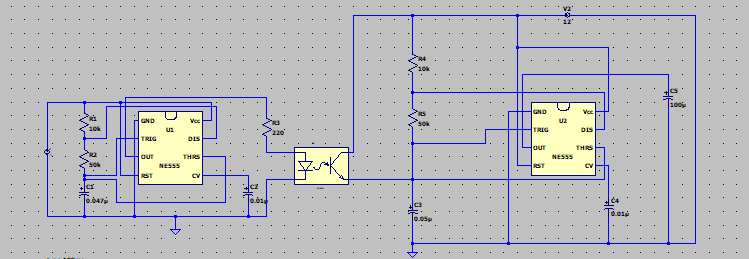 V2
12
R4
10k
C5
100µ
R1
10k
GND
Vcc
U1
TRIG
DIS
OUT
THRS
NE555
RST
CV
R3
220
R5
50k
GND
Vcc
U2
TRIG
DIS
OUT
THRS
NE555
RST
CV
R2
50k
C1
0.047µ
C2
0.01µ
C3
0.05µ
C4
0.01µ